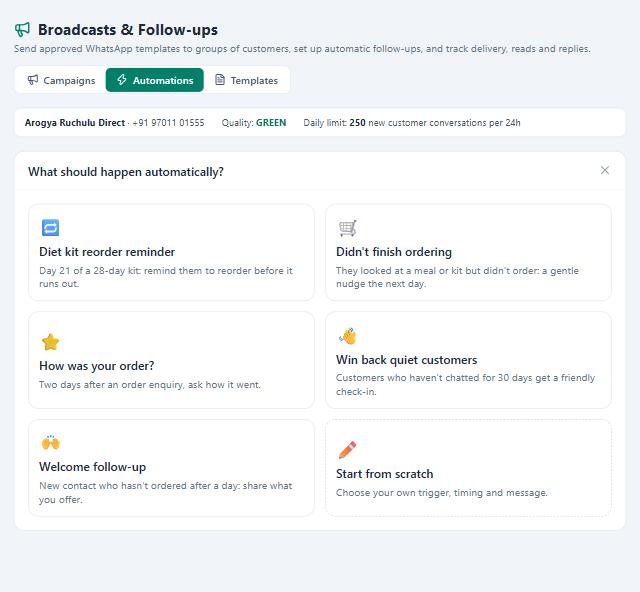 Broadcasts & Follow-ups
Send approved WhatsApp templates to groups of customers, set up automatic follow-ups, and track delivery, reads and replies.
Campaigns Automations Templates
Arogya Ruchulu Direct · +91 97011 01555 Quality: GREEN Daily limit: 250 new customer conversations per 24h
What should happen automatically?
Diet kit reorder reminder
Day 21 of a 28-day kit: remind them to reorder before it
runs out.
Didn't finish ordering
They looked at a meal or kit but didn't order: a gentle
nudge the next day.
How was your order?
Two days after an order enquiry, ask how it went.
Win back quiet customers
Customers who haven't chatted for 30 days get a friendly
check-in.
Welcome follow-up
New contact who hasn't ordered after a day: share what
you offer.
Start from scratch
Choose your own trigger, timing and message.